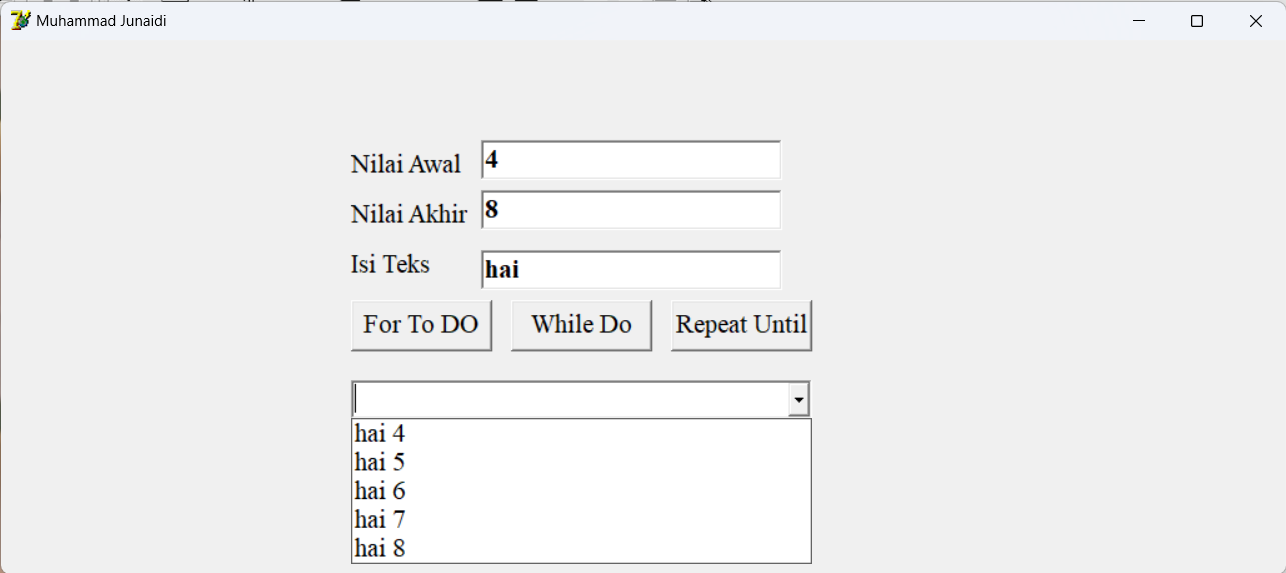 Muhammad Junaidi
Nilai Awal 4
Nilai Akhir 8
Isi Teks hai
For To DO While Do Repeat Until
hai 4
hai 5
hai 6
hai 7
hai 8